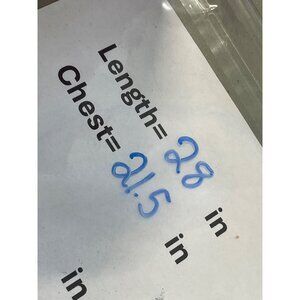 Length= 28 in
Chest= 21.5 in
in